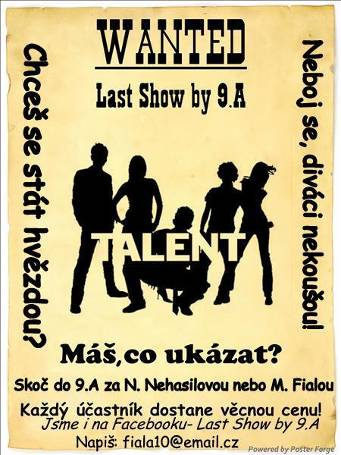 WANTED
Last Show by 9.A
Chceš se stát hvězdou?
Neboj se, diváci nekoušou!
TALENT
Máš,co ukázat?
Skoč do 9.A za N. Nehasilovou nebo M. Fialou
Každý účastník dostane věcnou cenu!
Jsme i na Facebooku- Last Show by 9.A
Napiš: fiala10@email.cz
Powered by Poster Forge